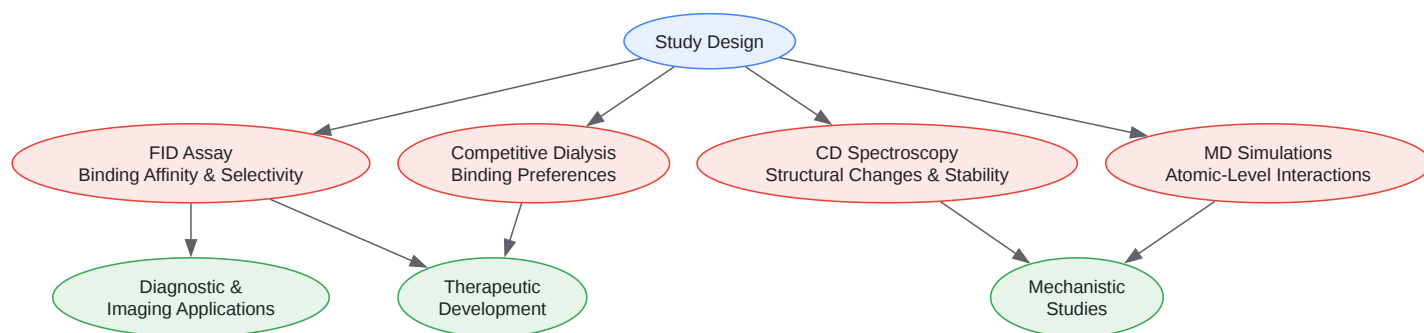 Study Design
FID Assay
Binding Affinity & Selectivity
Competitive Dialysis
Binding Preferences
CD Spectroscopy
Structural Changes & Stability
MD Simulations
Atomic-Level Interactions
Diagnostic &
Imaging Applications
Therapeutic
Development
Mechanistic
Studies